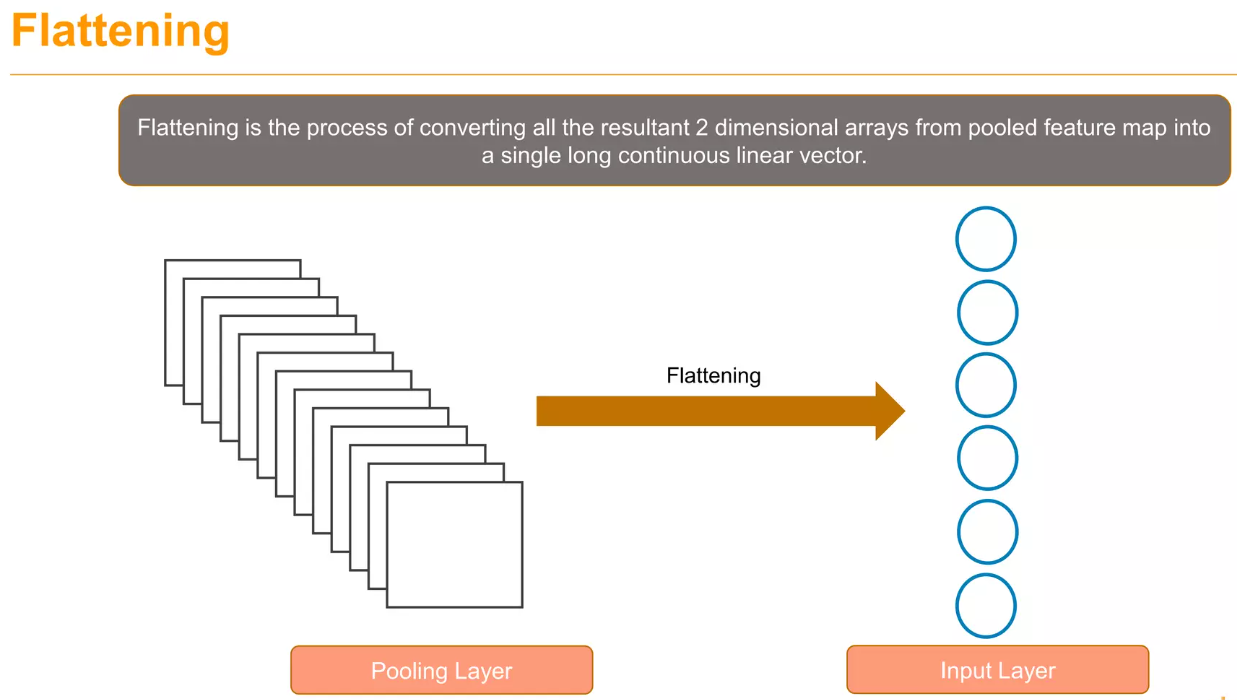 Flattening
Flattening is the process of converting all the resultant 2 dimensional arrays from pooled feature map into
a single long continuous linear vector.
Flattening
Pooling Layer
Input Layer